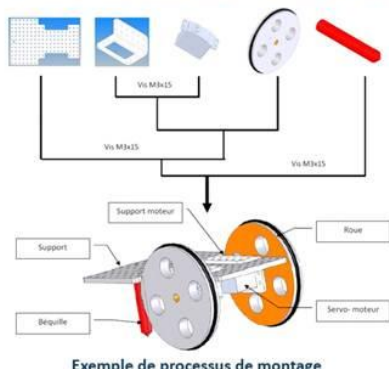 Vis M3x15
Vis M3x15
Vis M3x15
Support moteur
Support
Roue
Béquille
Servo- moteur
Exemple de processus de montage